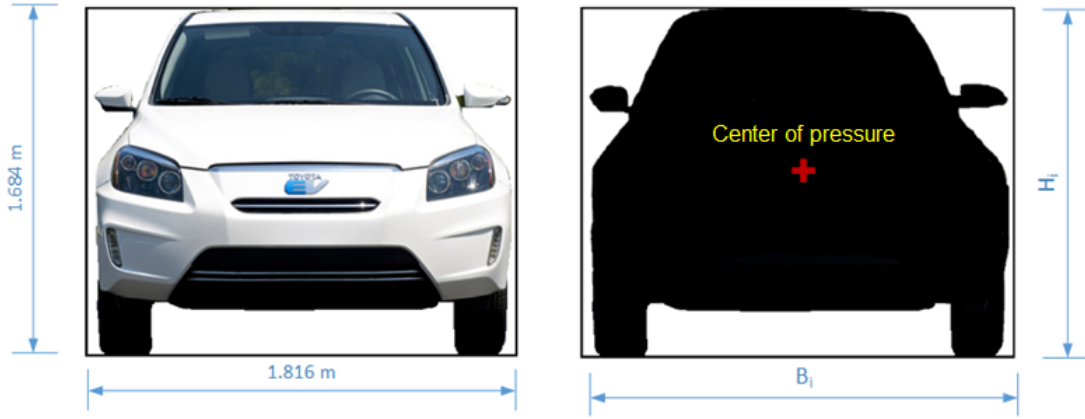 1.684 m
TOYOTA
EV
1.816 m
Center of pressure
Hᵢ
Bᵢ